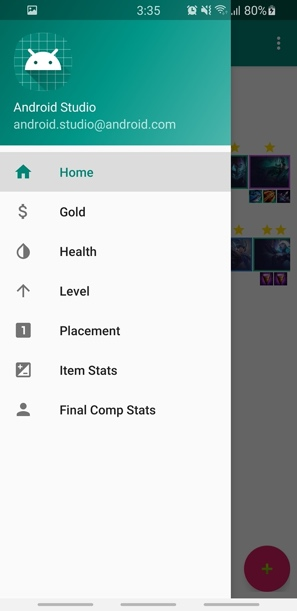 3:35
80%
Android Studio
android.studio@android.com
Home
Gold
Health
Level
1
Placement
Item Stats
Final Comp Stats